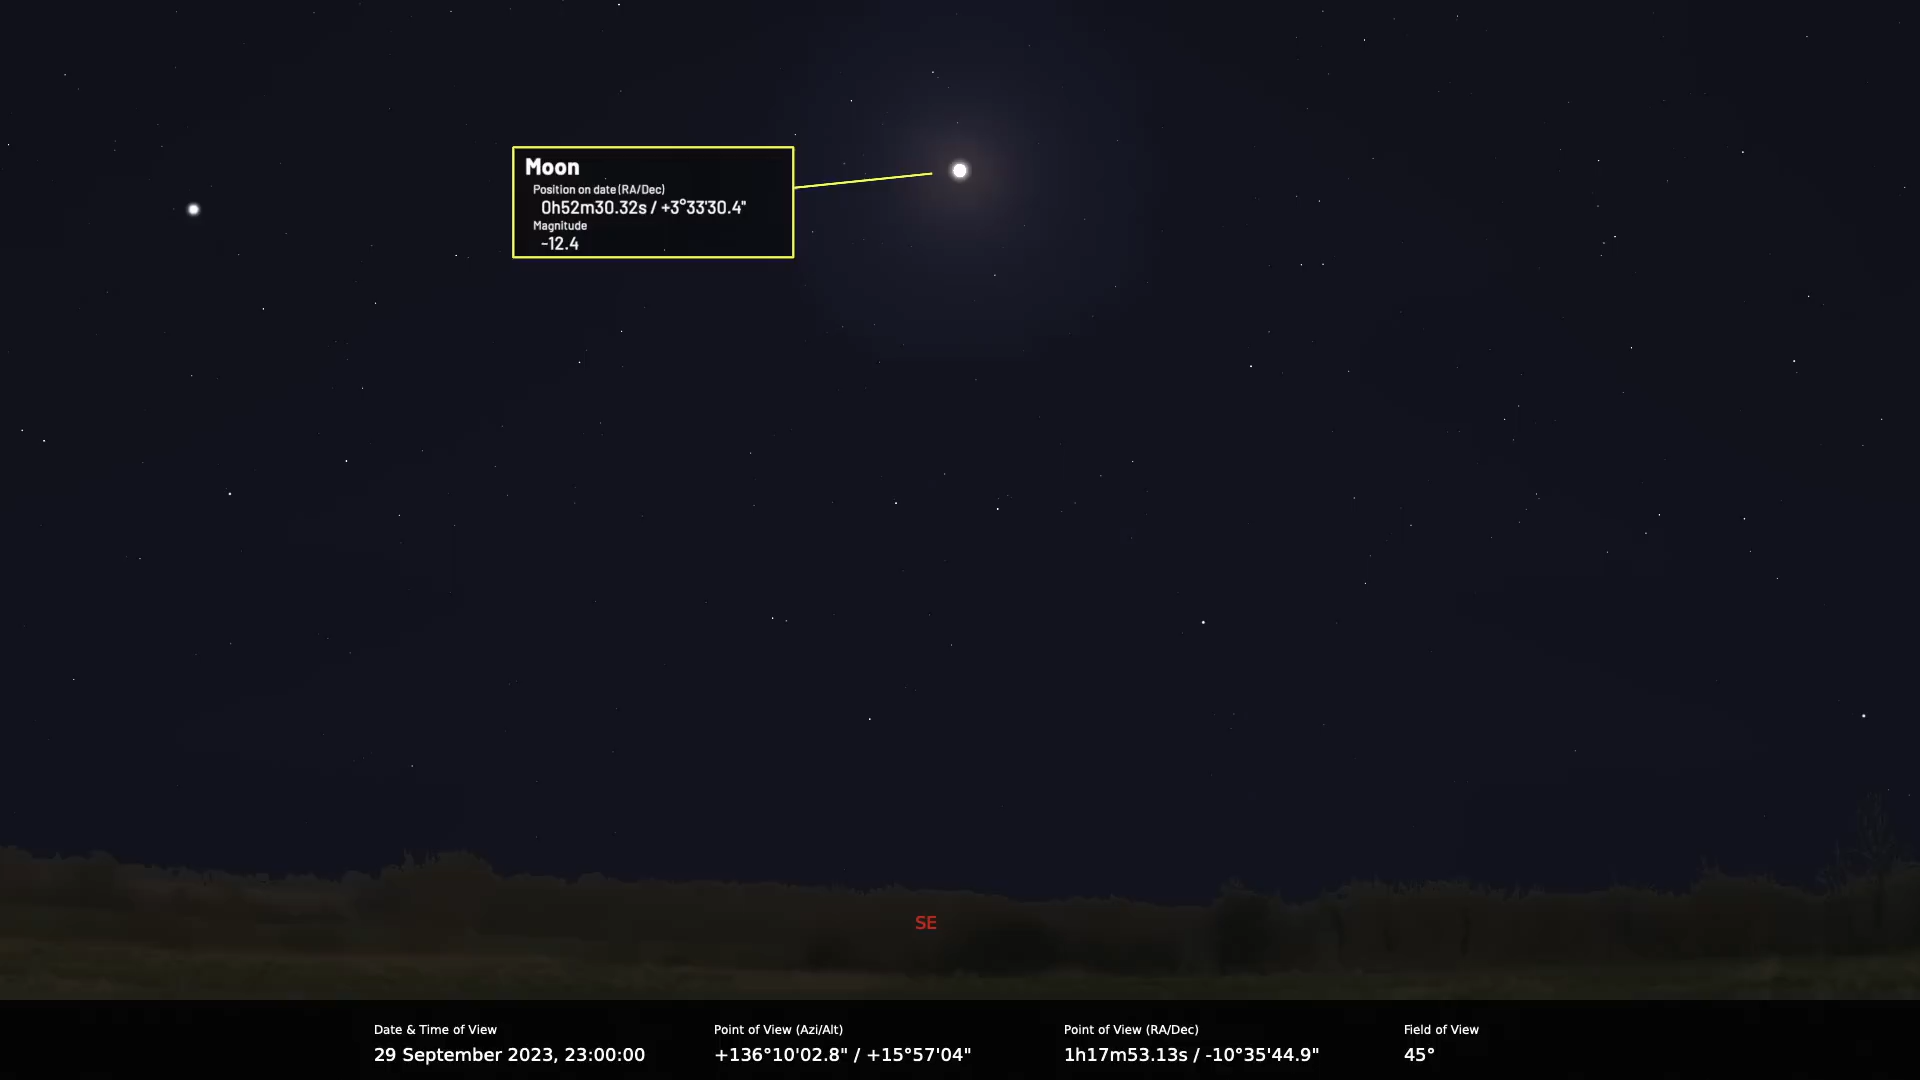 Moon
Position on date (RA/Dec)
0h52m30.32s / +3°33'30.4"
Magnitude
-12.4
SE
Date & Time of View
29 September 2023, 23:00:00
Point of View (Azi/Alt)
+136°10'02.8" / +15°57'04"
Point of View (RA/Dec)
1h17m53.13s / -10°35'44.9"
Field of View
45°